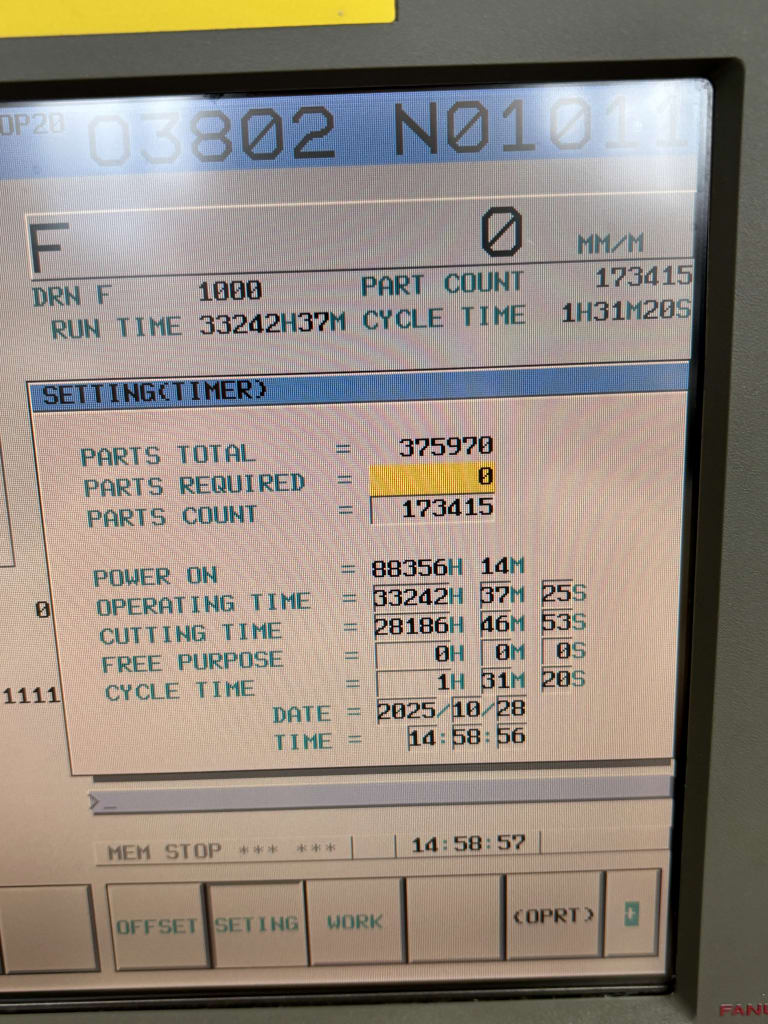 OP20 O3802 N01011
F 0 MM/M
DRN F 1000 PART COUNT 173415
RUN TIME 33242H37M CYCLE TIME 1H31M20S
SETTING(TIMER)
PARTS TOTAL = 375970
PARTS REQUIRED = 0
PARTS COUNT = 173415
POWER ON = 88356H 14M
0 OPERATING TIME = 33242H 37M 25S
CUTTING TIME = 28186H 46M 53S
FREE PURPOSE = 0H 0M 0S
1111 CYCLE TIME = 1H 31M 20S
DATE = 2025/10/28
TIME = 14:58:56
>_
MEM STOP *** *** 14:58:57
OFFSET SETING WORK (OPRT) +